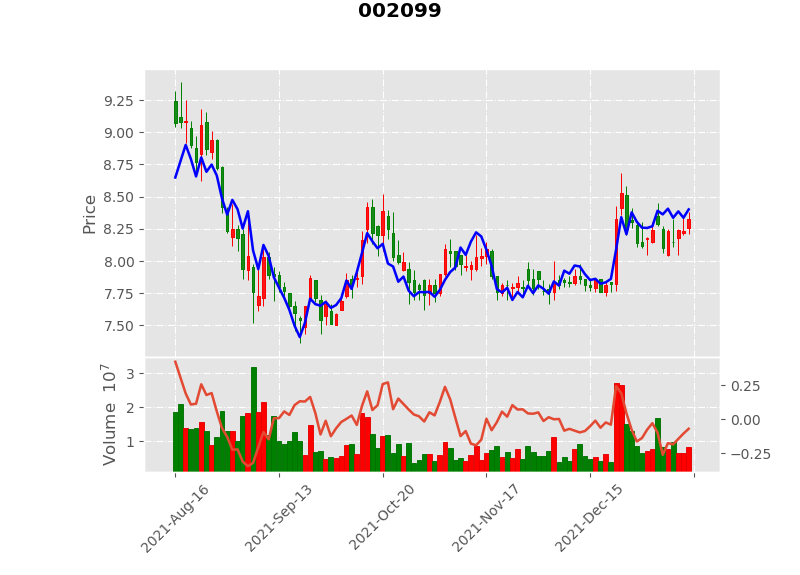 002099
Price
9.25
9.00
8.75
8.50
8.25
8.00
7.75
7.50
Volume 10^7
3
2
1
0.25
0.00
−0.25
2021-Aug-16
2021-Sep-13
2021-Oct-20
2021-Nov-17
2021-Dec-15